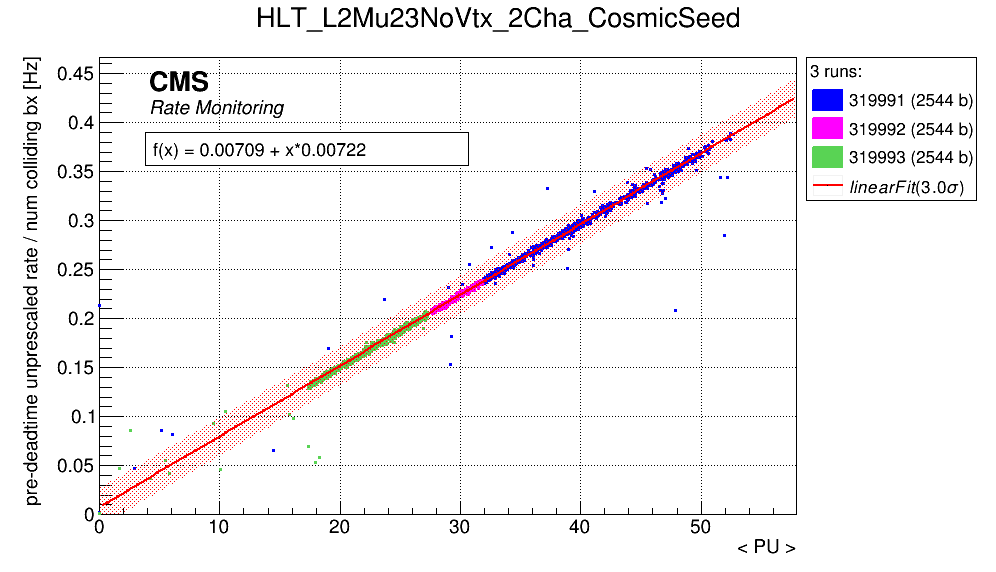 HLT_L2Mu23NoVtx_2Cha_CosmicSeed
pre-deadtime unprescaled rate / num colliding bx [Hz]
0.45
0.4
0.35
0.3
0.25
0.2
0.15
0.1
0.05
0
CMS
Rate Monitoring
f(x) = 0.00709 + x*0.00722
0 10 20 30 40 50
< PU >
3 runs:
319991 (2544 b)
319992 (2544 b)
319993 (2544 b)
linearFit(3.0σ)